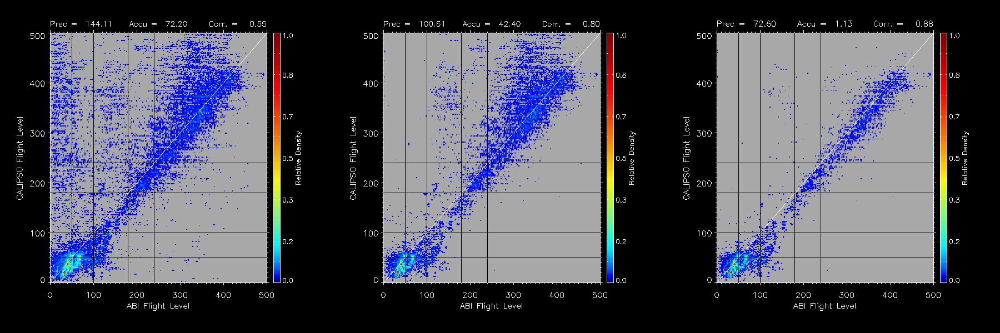 Prec = 144.11 Accu = 72.20 Corr. = 0.55
500
400
300
200
100
0
CALIPSO Flight Level
0 100 200 300 400 500
ABI Flight Level
1.0
0.8
0.7
0.5
0.3
0.2
0.0
Relative Density
Prec = 100.61 Accu = 42.40 Corr. = 0.80
500
400
300
200
100
0
CALIPSO Flight Level
0 100 200 300 400 500
ABI Flight Level
1.0
0.8
0.7
0.5
0.3
0.2
0.0
Relative Density
Prec = 72.60 Accu = 1.13 Corr. = 0.88
500
400
300
200
100
0
CALIPSO Flight Level
0 100 200 300 400 500
ABI Flight Level
1.0
0.8
0.7
0.5
0.3
0.2
0.0
Relative Density